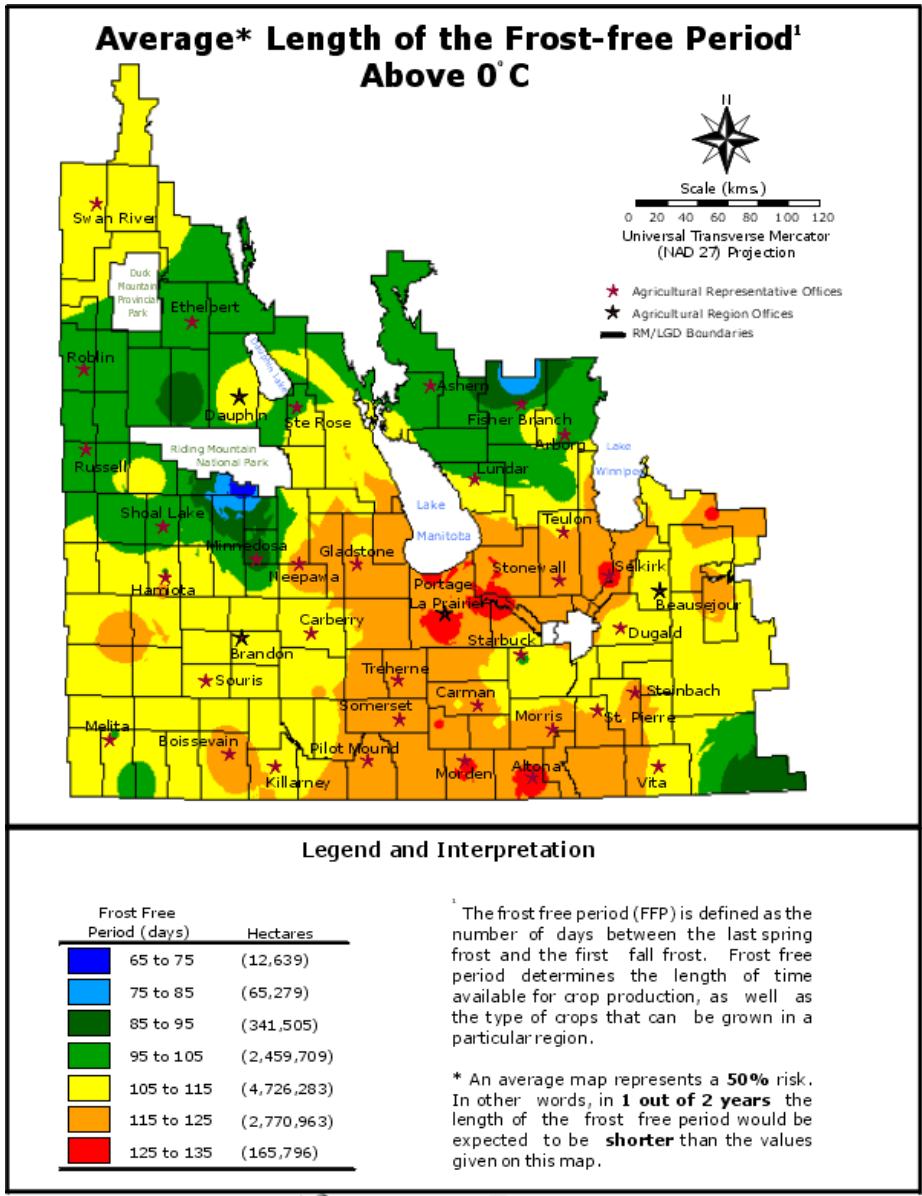 Average* Length of the Frost-free Period¹
Above 0°C
N
Scale (kms.)
0 20 40 60 80 100 120
Universal Transverse Mercator
(NAD 27) Projection
Agricultural Representative Offices
Agricultural Region Offices
RM/LGD Boundaries
Swan River
Duck
Mountain
Provincial
Park
Ethelbert
Roblin
Dauphin Lake
Dauphin
Ste Rose
Ashern
Fisher Branch
Arborg
Riding Mountain
National Park
Russell
Lundar
Lake
Winnipeg
Shoal Lake
Lake
Manitoba
Teulon
Minnedosa
Gladstone
Neepawa
Hamiota
Portage
La Prairie
Stonewall
Selkirk
Beausejour
Carberry
Brandon
Starbuck
Dugald
Souris
Treherne
Carman
Steinbach
Somerset
Morris
St. Pierre
Melita
Boissevain
Pilot Mound
Killarney
Morden
Altona
Vita
Legend and Interpretation
Frost Free
Period (days) Hectares
65 to 75 (12,639)
75 to 85 (65,279)
85 to 95 (341,505)
95 to 105 (2,459,709)
105 to 115 (4,726,283)
115 to 125 (2,770,963)
125 to 135 (165,796)
¹ The frost free period (FFP) is defined as the
number of days between the last spring
frost and the first fall frost. Frost free
period determines the length of time
available for crop production, as well as
the type of crops that can be grown in a
particular region.
* An average map represents a 50% risk.
In other words, in 1 out of 2 years the
length of the frost free period would be
expected to be shorter than the values
given on this map.